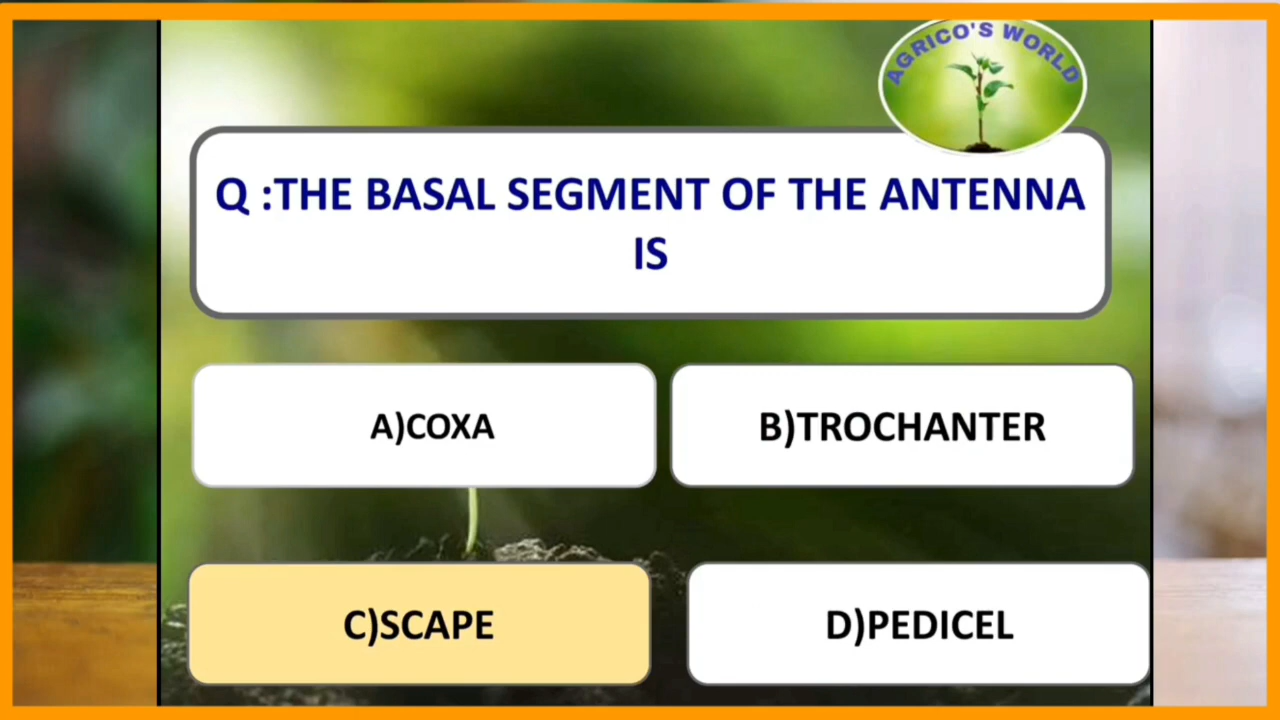 AGRICO'S WORLD
Q :THE BASAL SEGMENT OF THE ANTENNA
IS
A)COXA
B)TROCHANTER
C)SCAPE
D)PEDICEL